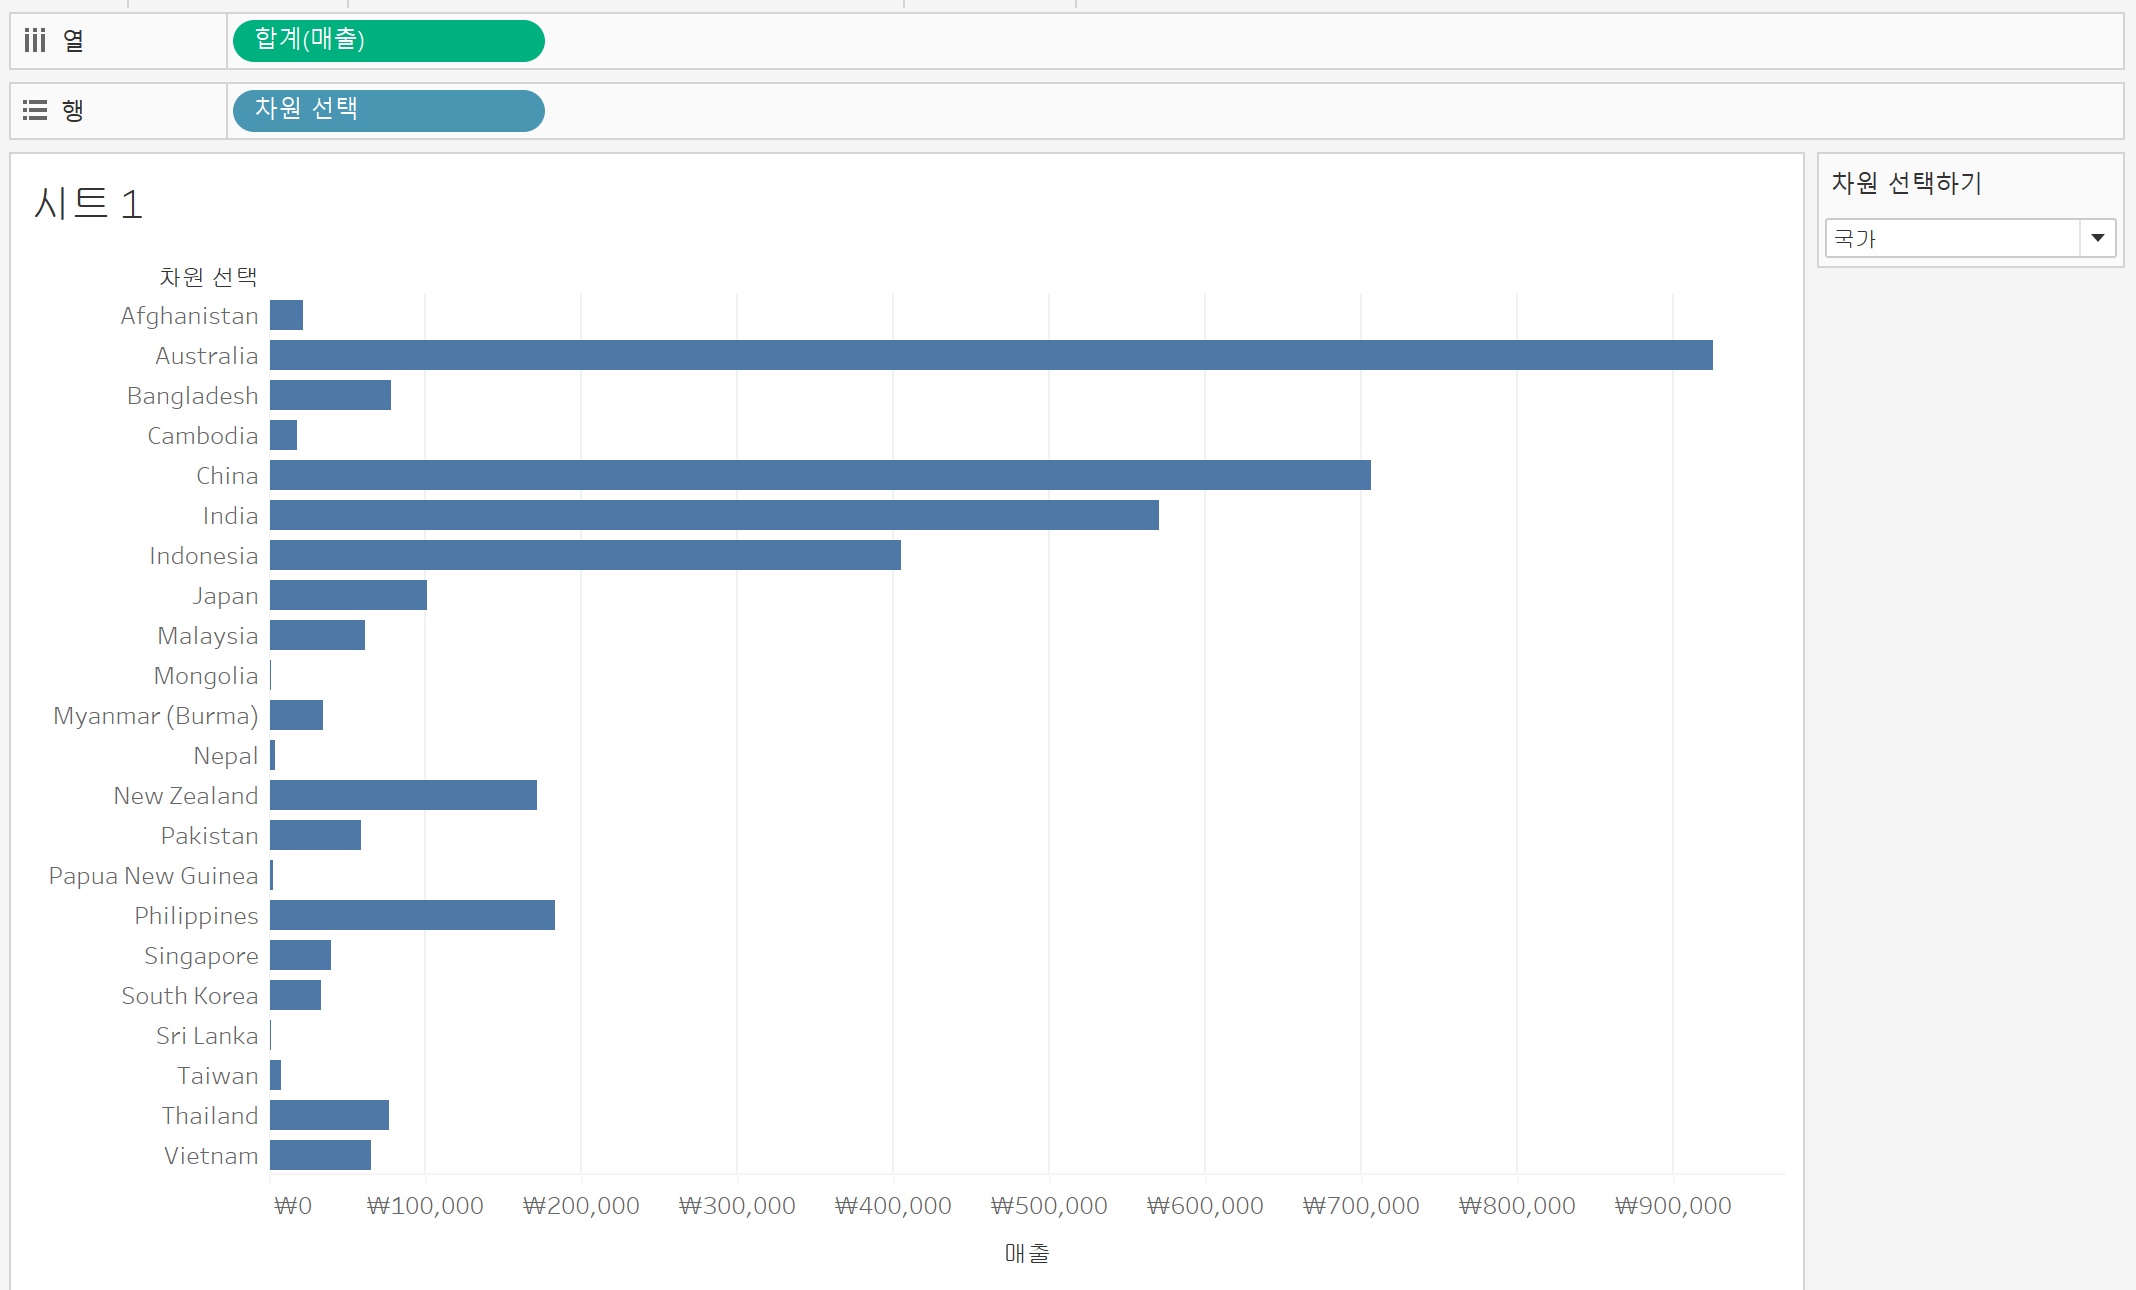 열
합계(매출)
행
차원 선택
시트 1
차원 선택하기
국가
차원 선택
Afghanistan
Australia
Bangladesh
Cambodia
China
India
Indonesia
Japan
Malaysia
Mongolia
Myanmar (Burma)
Nepal
New Zealand
Pakistan
Papua New Guinea
Philippines
Singapore
South Korea
Sri Lanka
Taiwan
Thailand
Vietnam
₩0 ₩100,000 ₩200,000 ₩300,000 ₩400,000 ₩500,000 ₩600,000 ₩700,000 ₩800,000 ₩900,000
매출